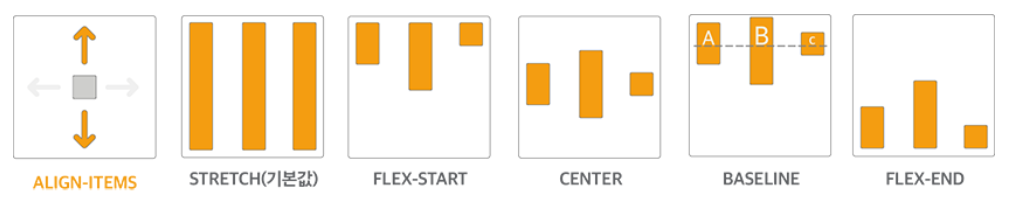 A B C
ALIGN-ITEMS STRETCH(기본값) FLEX-START CENTER BASELINE FLEX-END